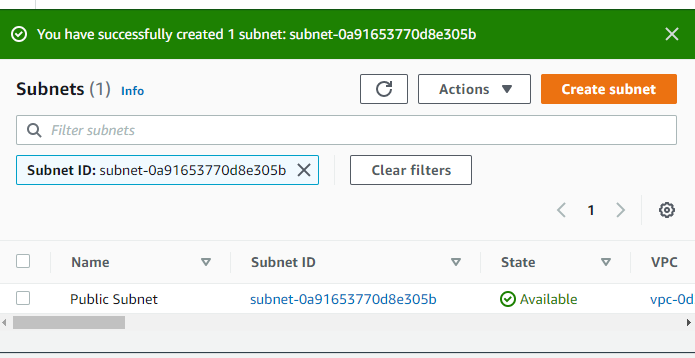 You have successfully created 1 subnet: subnet-0a91653770d8e305b
Subnets (1) Info
Actions
Create subnet
Filter subnets
Subnet ID: subnet-0a91653770d8e305b
Clear filters
1
Name Subnet ID State VPC
Public Subnet subnet-0a91653770d8e305b Available vpc-0d